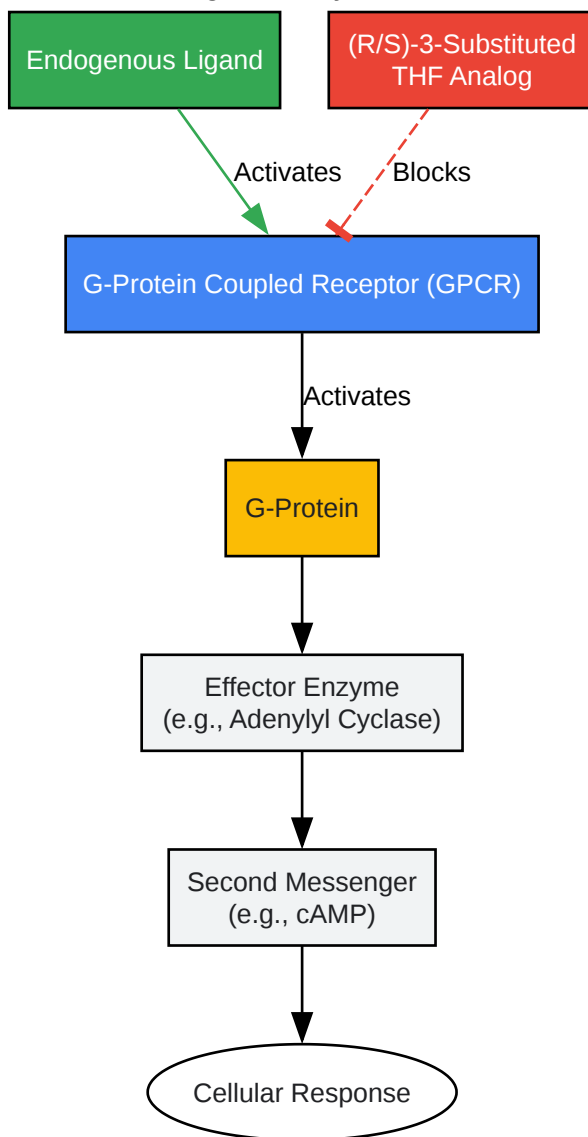 Endogenous Ligand
(R/S)-3-Substituted
THF Analog
Activates
Blocks
G-Protein Coupled Receptor (GPCR)
Activates
G-Protein
Effector Enzyme
(e.g., Adenylyl Cyclase)
Second Messenger
(e.g., cAMP)
Cellular Response